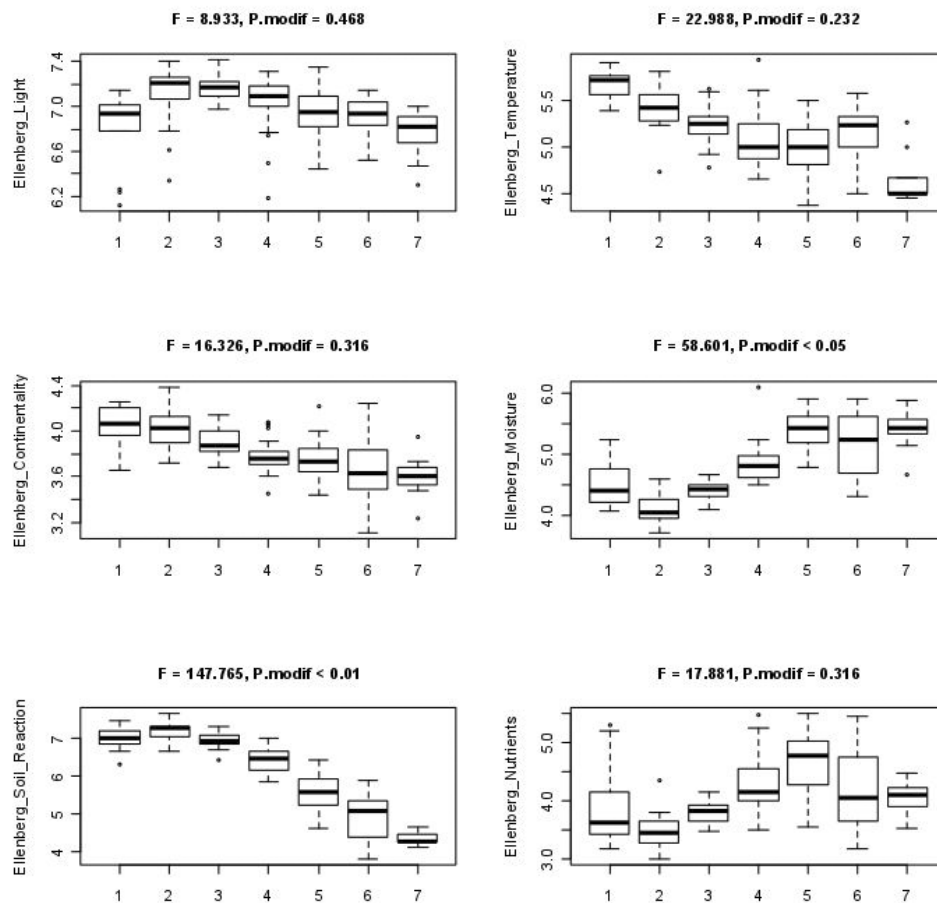 F = 8.933, P.modif = 0.468
Ellenberg_Light
7.4
7.0
6.6
6.2
1 2 3 4 5 6 7
F = 22.988, P.modif = 0.232
Ellenberg_Temperature
5.5
5.0
4.5
1 2 3 4 5 6 7
F = 16.326, P.modif = 0.316
Ellenberg_Continentality
4.4
4.0
3.6
3.2
1 2 3 4 5 6 7
F = 58.601, P.modif < 0.05
Ellenberg_Moisture
6.0
5.0
4.0
1 2 3 4 5 6 7
F = 147.765, P.modif < 0.01
Ellenberg_Soil_Reaction
7
6
5
4
1 2 3 4 5 6 7
F = 17.881, P.modif = 0.316
Ellenberg_Nutrients
5.0
4.0
3.0
1 2 3 4 5 6 7